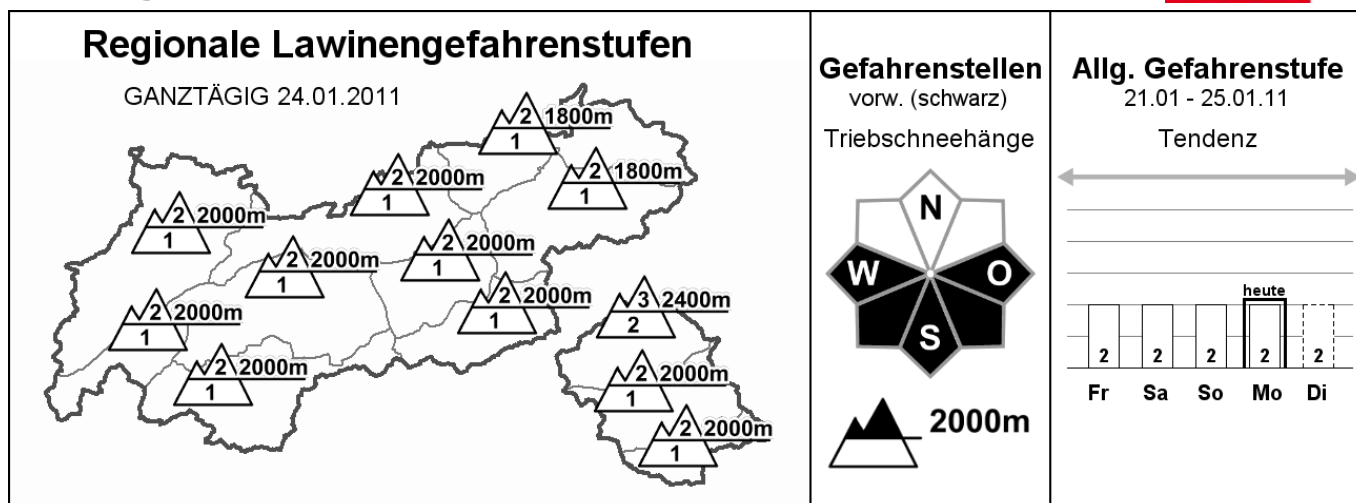 Regionale Lawinengefahrenstufen
GANZTÄGIG 24.01.2011
2 1800m
1
2 1800m
1
2 2000m
1
2 2000m
1
2 2000m
1
2 2000m
1
2 2000m
1
2 2000m
1
2 2000m
1
3 2400m
2
2 2000m
1
2 2000m
1
Gefahrenstellen
vorw. (schwarz)
Triebschneehänge
N
W O
S
2000m
Allg. Gefahrenstufe
21.01 - 25.01.11
Tendenz
heute
2 2 2 2 2
Fr Sa So Mo Di